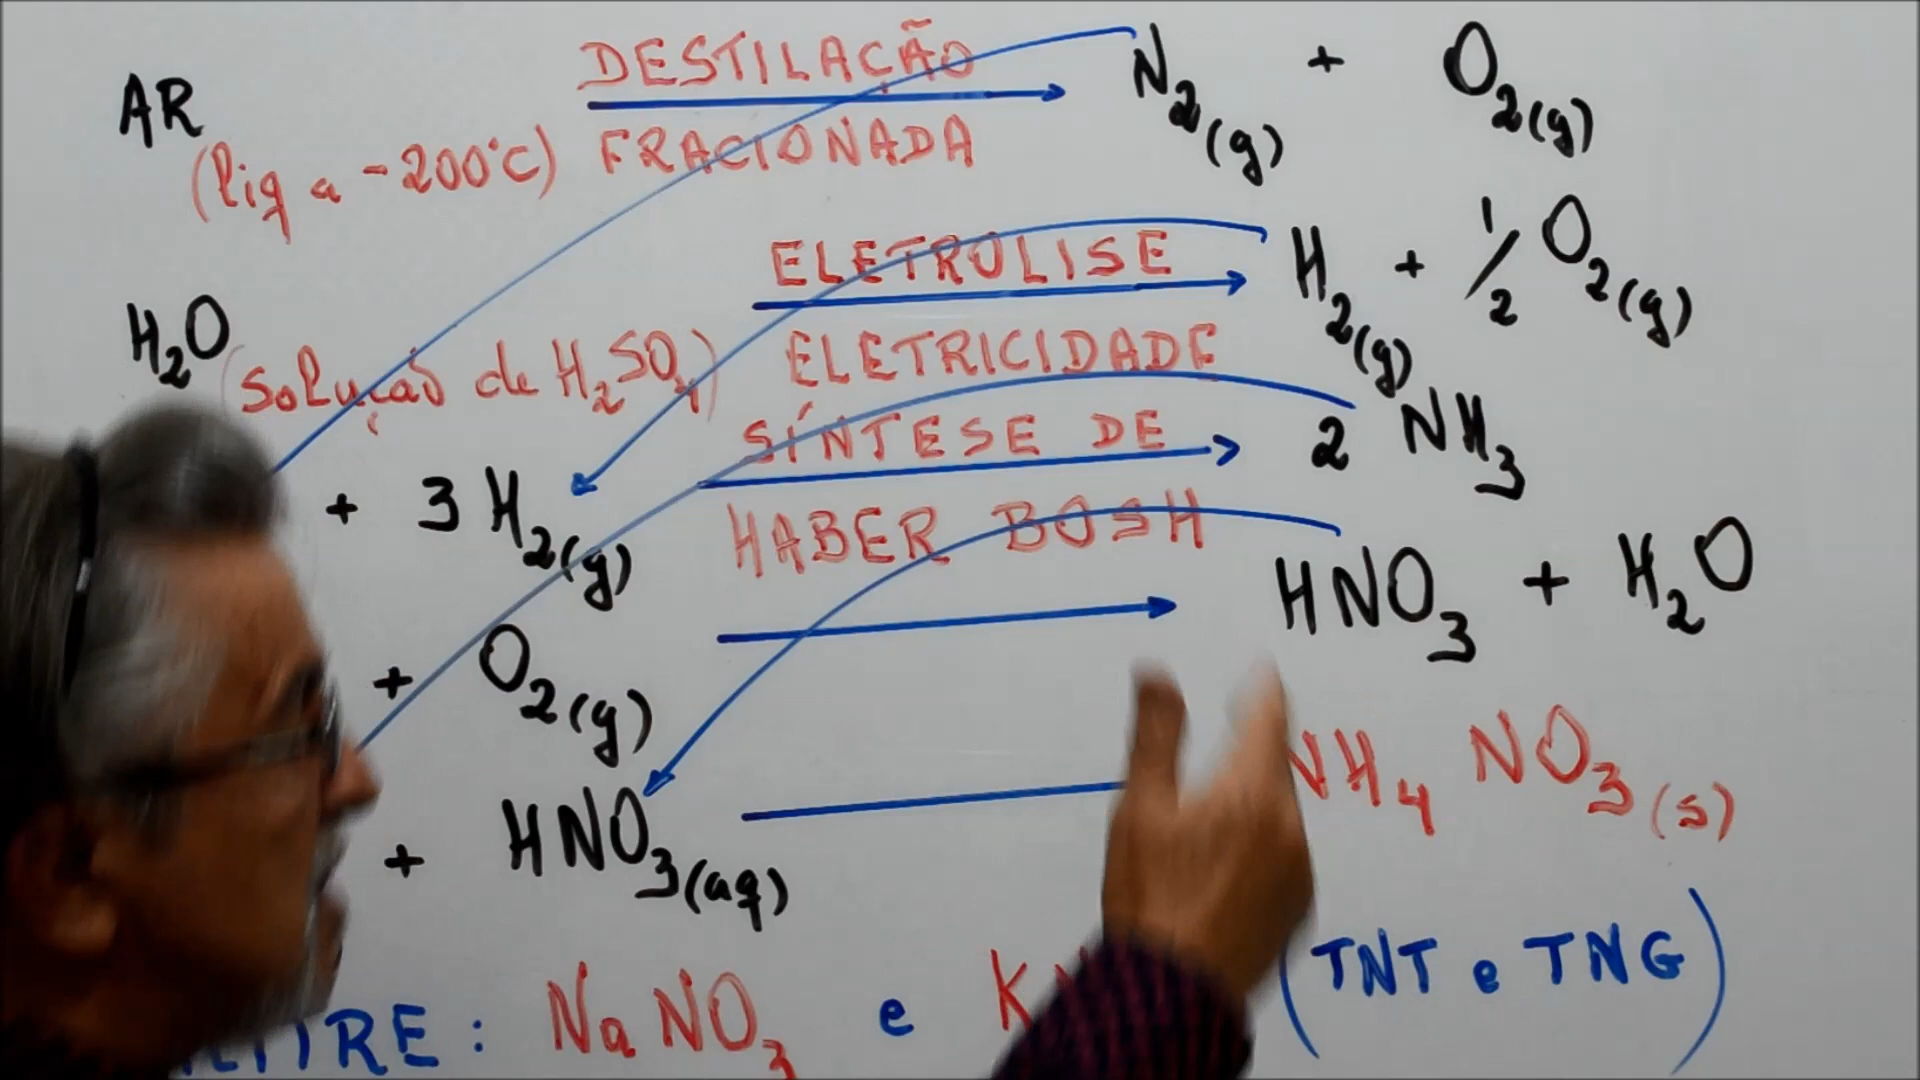 AR (liq a -200°C) DESTILAÇÃO FRACIONADA N2(g) + O2(g)
H2O (Solução de H2SO4) ELETROLISE ELETRICIDADE H2(g) + 1/2 O2(g)
+ 3 H2(g) SÍNTESE DE HABER BOSH 2 NH3
+ O2(g) HNO3 + H2O
+ HNO3(aq) NH4 NO3(s)
NaNO3 e (TNT e TNG)